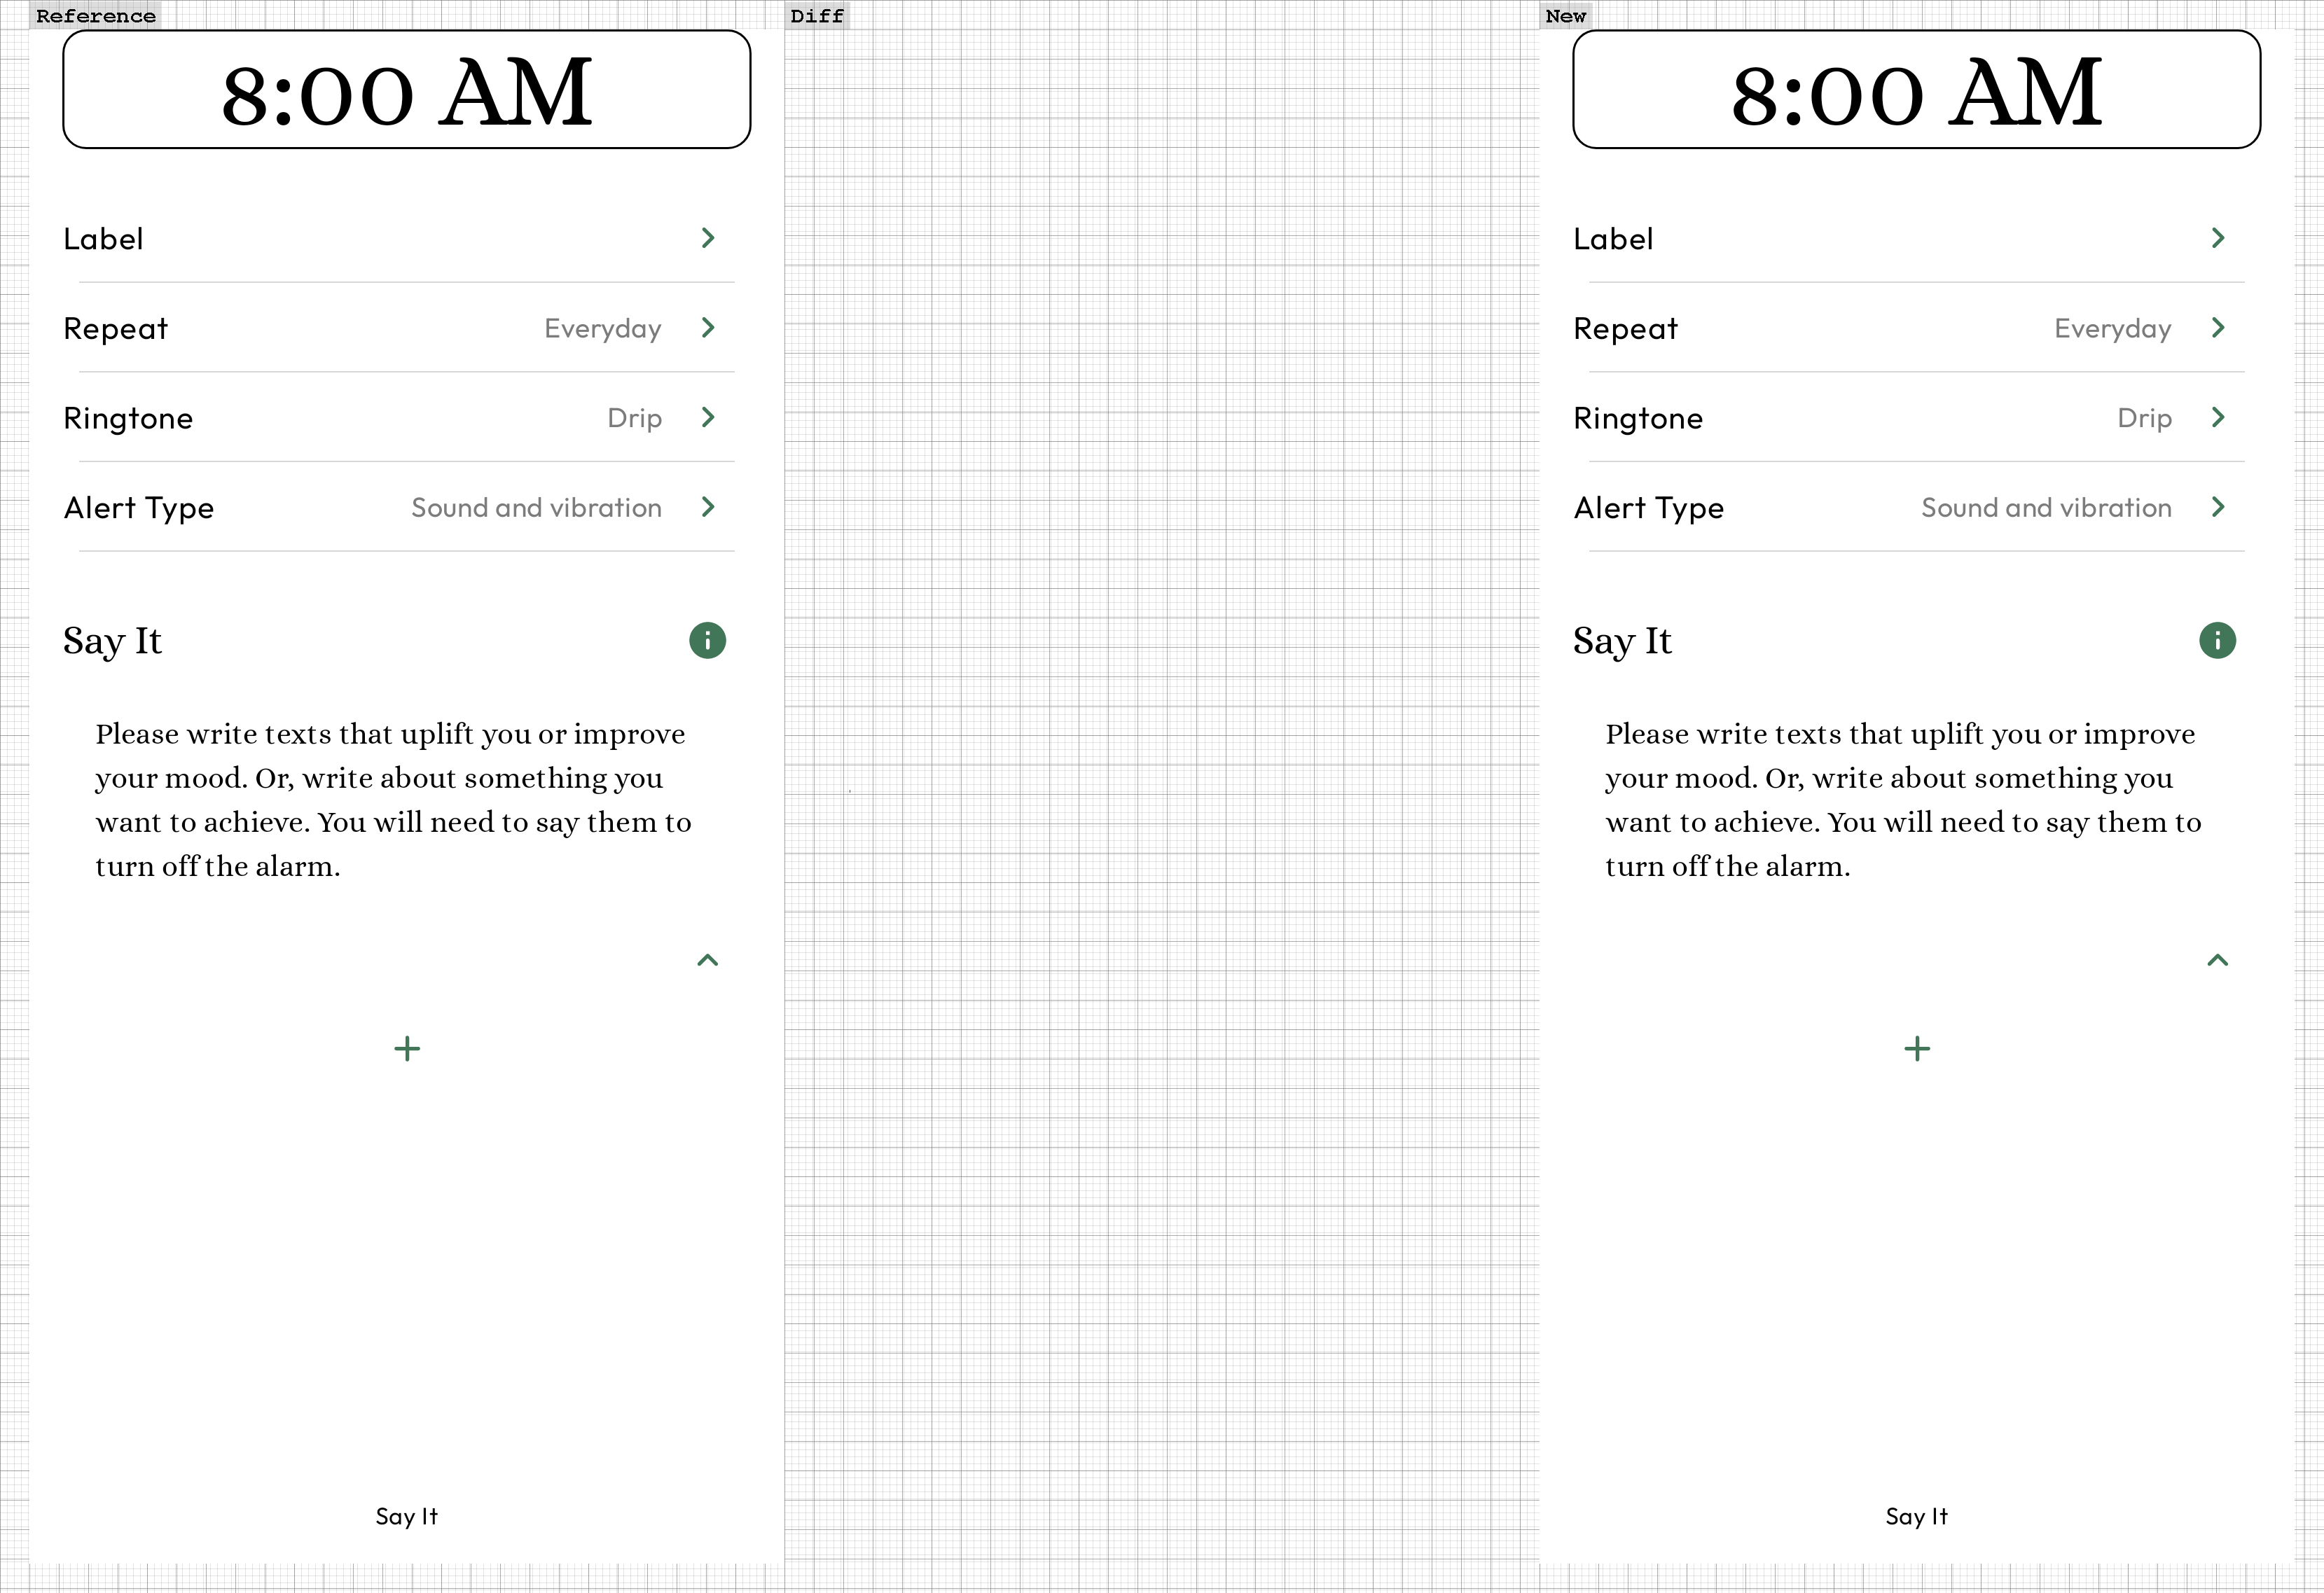 Reference
Diff
New
8:00 AM
Label
Repeat Everyday
Ringtone Drip
Alert Type Sound and vibration
Say It
Please write texts that uplift you or improve
your mood. Or, write about something you
want to achieve. You will need to say them to
turn off the alarm.
Say It
8:00 AM
Label
Repeat Everyday
Ringtone Drip
Alert Type Sound and vibration
Say It
Please write texts that uplift you or improve
your mood. Or, write about something you
want to achieve. You will need to say them to
turn off the alarm.
Say It